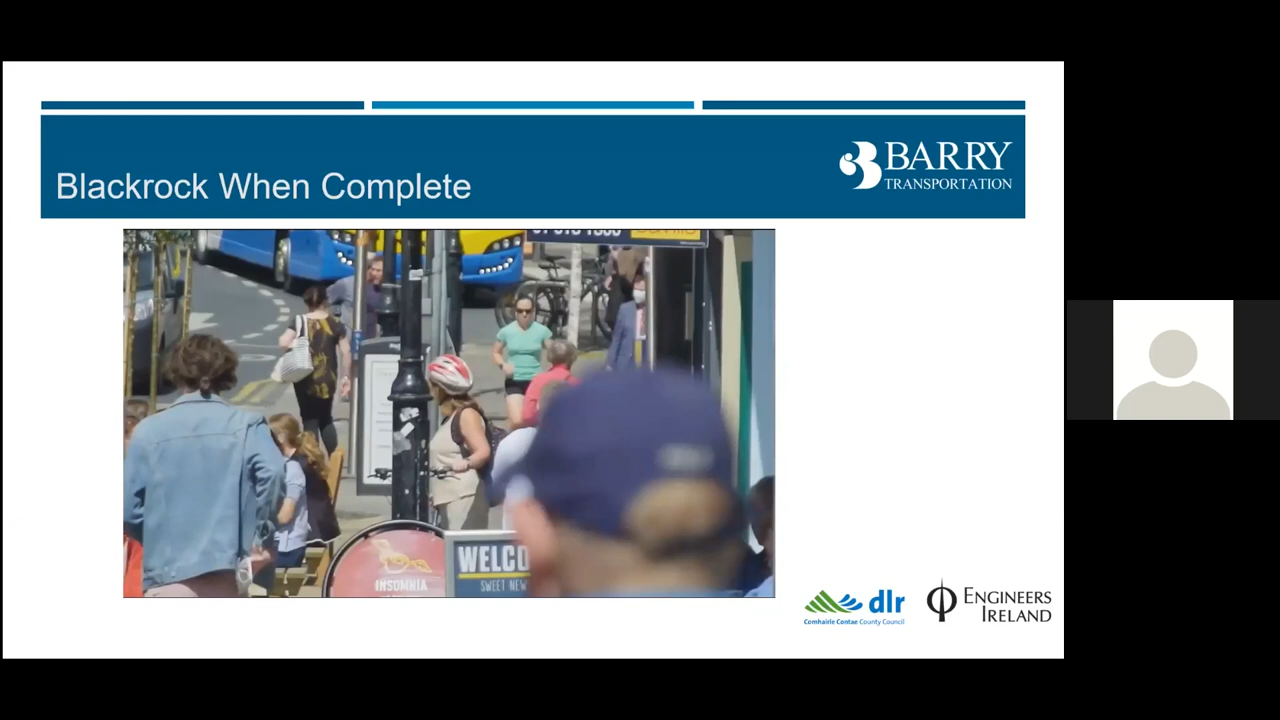 Blackrock When Complete
BARRY
TRANSPORTATION
INSOMNIA
WELCO
SWEET NEW
dlr
Comhairle Contae County Council
ENGINEERS
IRELAND